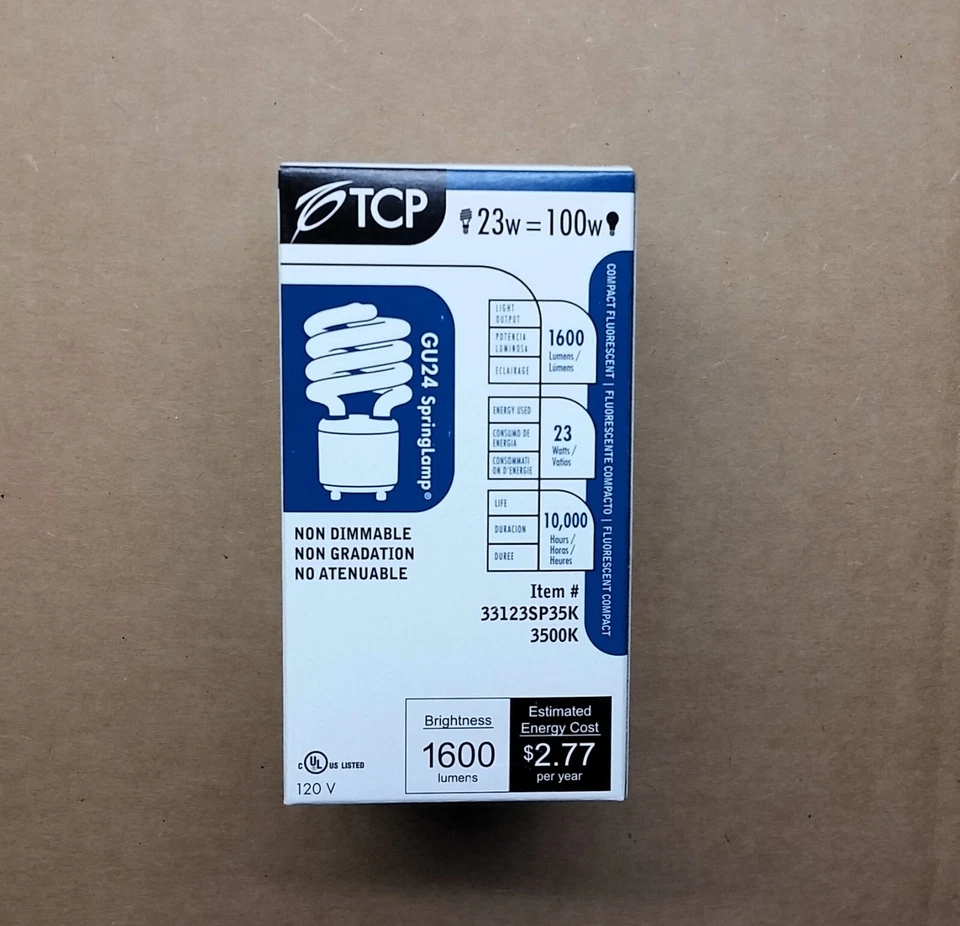 TCP
23w = 100w
COMPACT FLUORESCENT | FLUORESCENTE COMPACTO | FLUORESCENT COMPACT
GU24 SpringLamp®
LIGHT
OUTPUT
POTENCIA
LUMINOSA
ECLAIRAGE
1600
Lumens /
Lúmens
ENERGY USED
CONSUMO DE
ENERGIA
CONSOMMATI
ON D'ENERGIE
23
Watts /
Vatios
LIFE
DURACION
DUREE
10,000
Hours /
Horas /
Heures
NON DIMMABLE
NON GRADATION
NO ATENUABLE
Item #
33123SP35K
3500K
Brightness
1600
lumens
Estimated
Energy Cost
$2.77
per year
C UL US LISTED
120 V